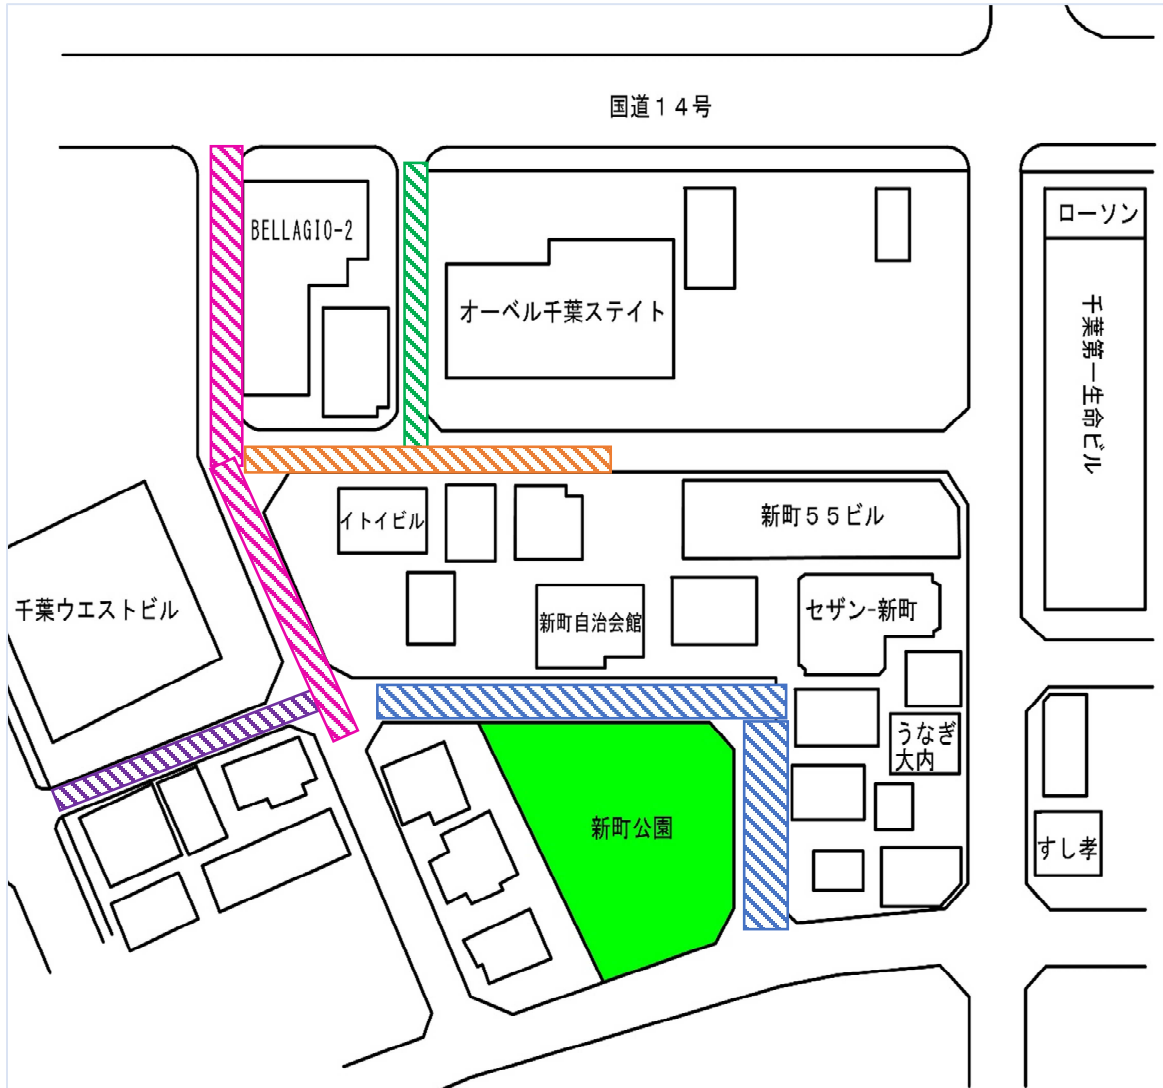 国道１４号
ローソン
BELLAGIO-2
オーベル千葉ステイト
千葉第一生命ビル
イトイビル
新町５５ビル
千葉ウエストビル
新町自治会館
セザン-新町
うなぎ
大内
新町公園
すし孝